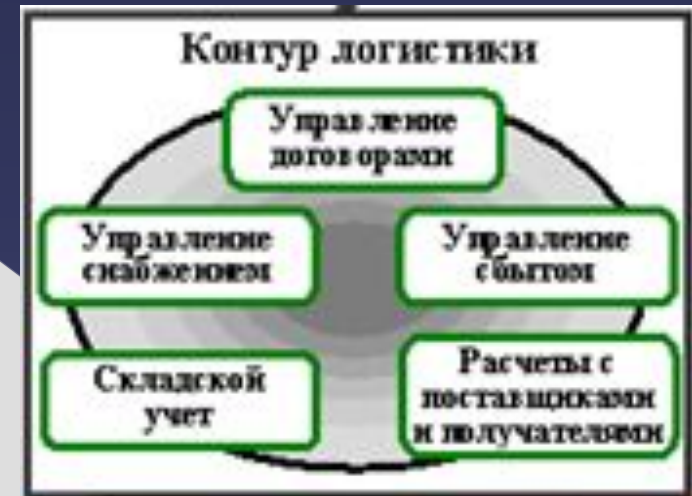 Контур логистики
Управление
договорами
Управление
снабжением
Управление
сбытом
Складской
учет
Расчеты с
поставщиками
и получателями